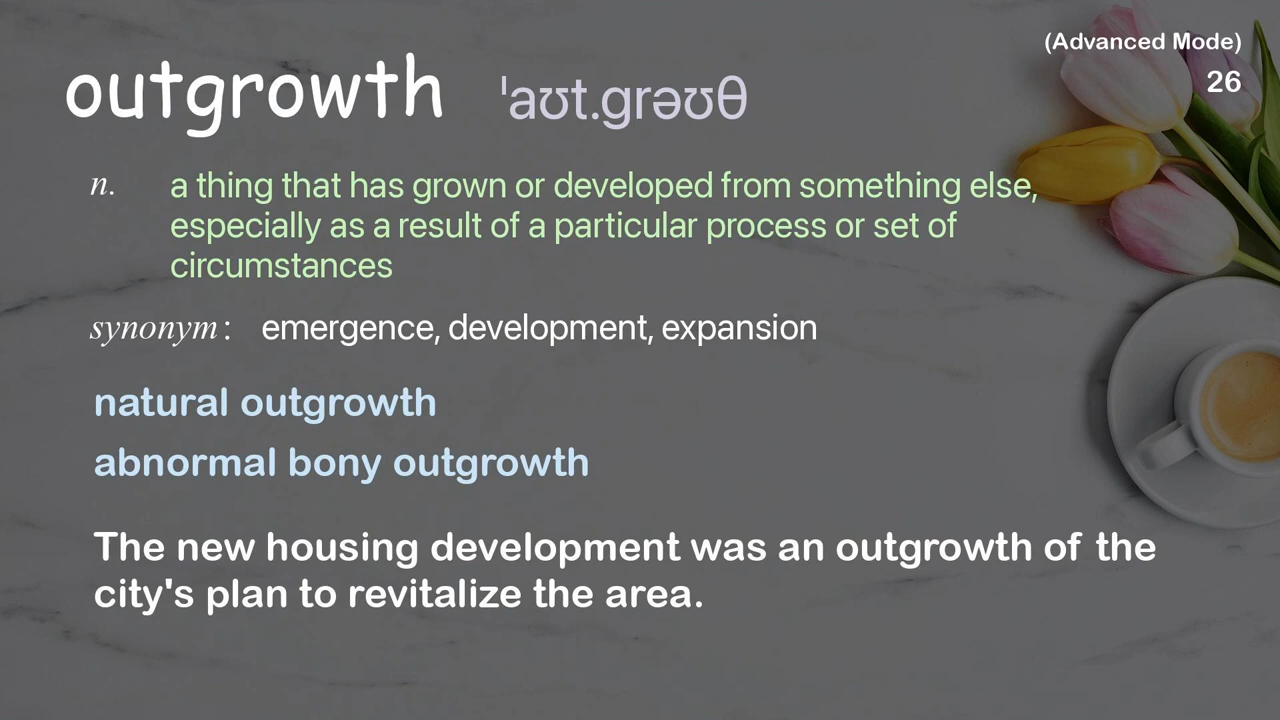 (Advanced Mode)
26
outgrowth ˈaʊt.grəʊθ
n. a thing that has grown or developed from something else,
especially as a result of a particular process or set of
circumstances
synonym: emergence, development, expansion
natural outgrowth
abnormal bony outgrowth
The new housing development was an outgrowth of the
city's plan to revitalize the area.